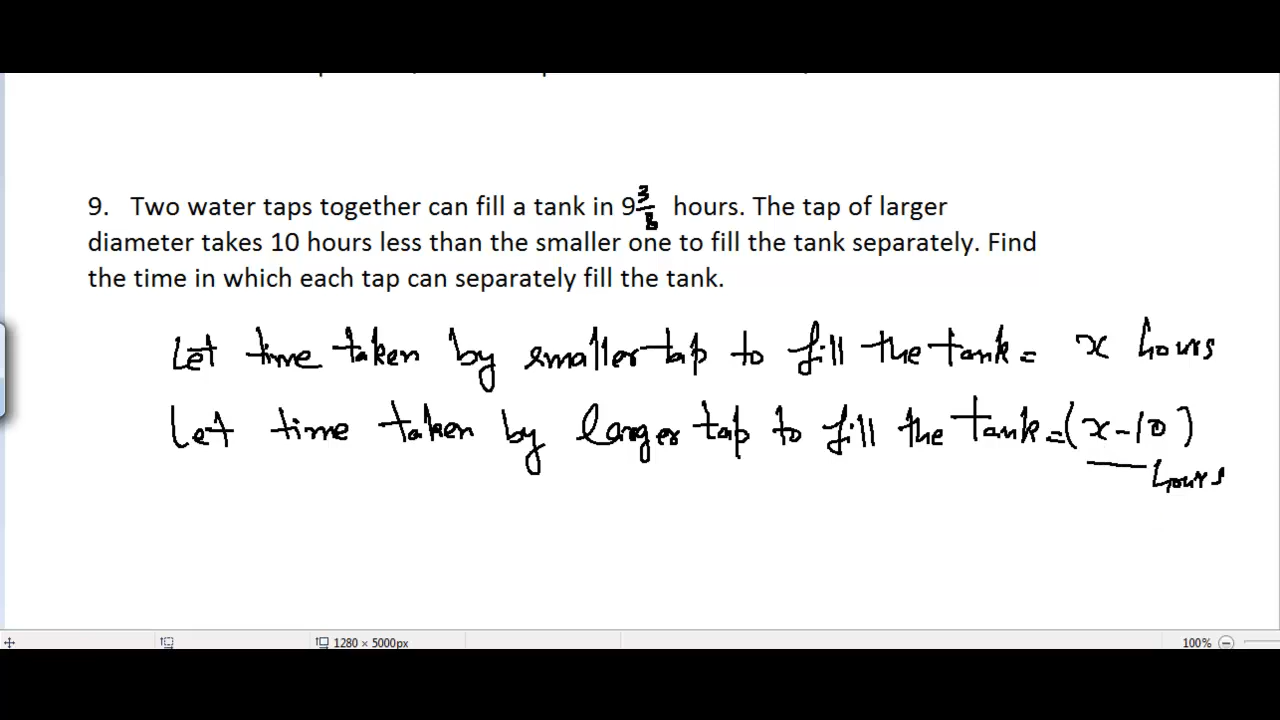 9. Two water taps together can fill a tank in 9 3/8 hours. The tap of larger
diameter takes 10 hours less than the smaller one to fill the tank separately. Find
the time in which each tap can separately fill the tank.
Let time taken by smaller tap to fill the tank = x hours
Let time taken by larger tap to fill the tank = (x-10)
hours
1280 × 5000px
100%